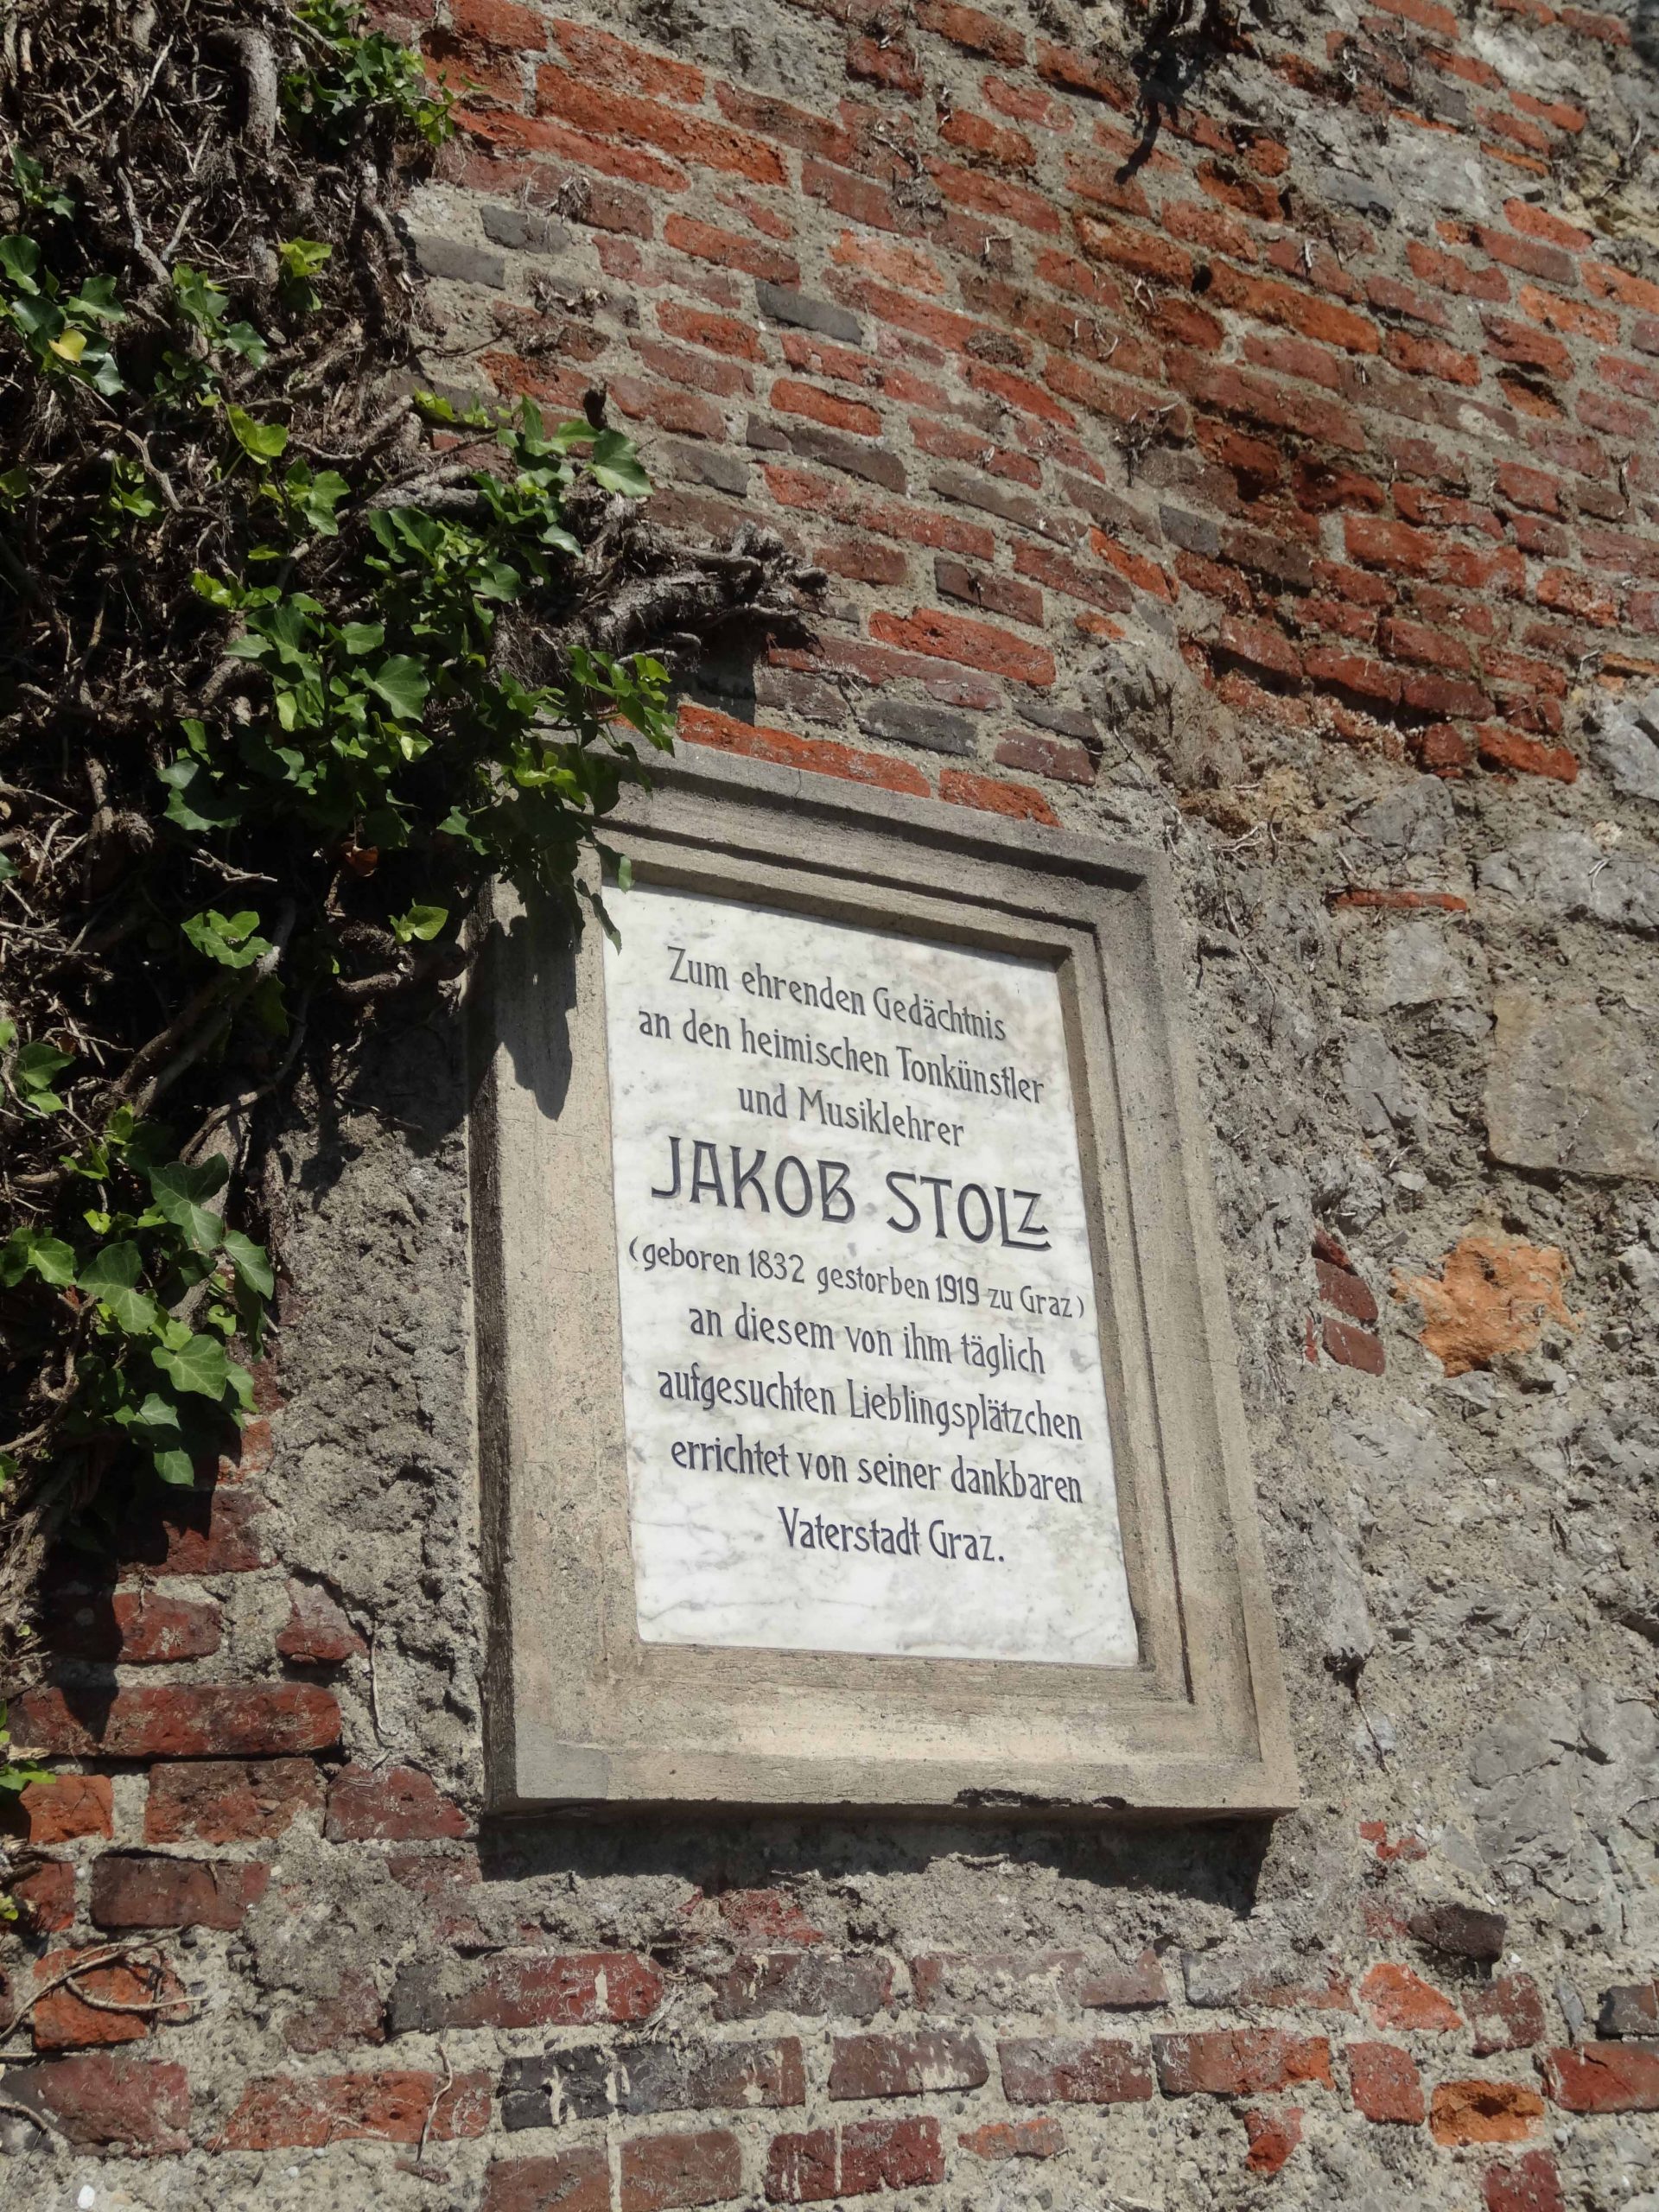 Zum ehrenden Gedächtnis
an den heimischen Tonkünstler
und Musiklehrer
JAKOB STOLZ
(geboren 1832 gestorben 1919 zu Graz)
an diesem von ihm täglich
aufgesuchten Lieblingsplätzchen
errichtet von seiner dankbaren
Vaterstadt Graz.